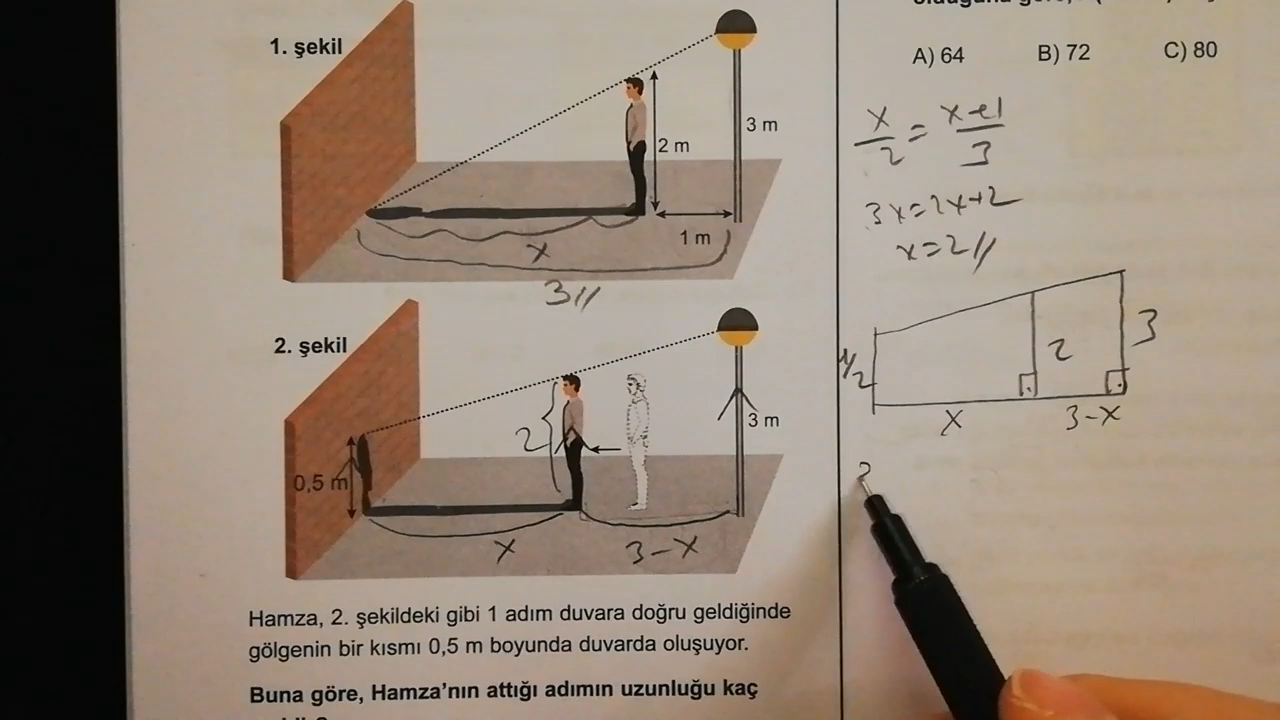 1. şekil
2 m
3 m
1 m
x
3//
2. şekil
2
0,5 m
3 m
x
3-x
Hamza, 2. şekildeki gibi 1 adım duvara doğru geldiğinde
gölgenin bir kısmı 0,5 m boyunda duvarda oluşuyor.
Buna göre, Hamza'nın attığı adımın uzunluğu kaç
A) 64 B) 72 C) 80
x/2 = x+1/3
3x=2x+2
x=2//
1/2
2
3
x
3-x